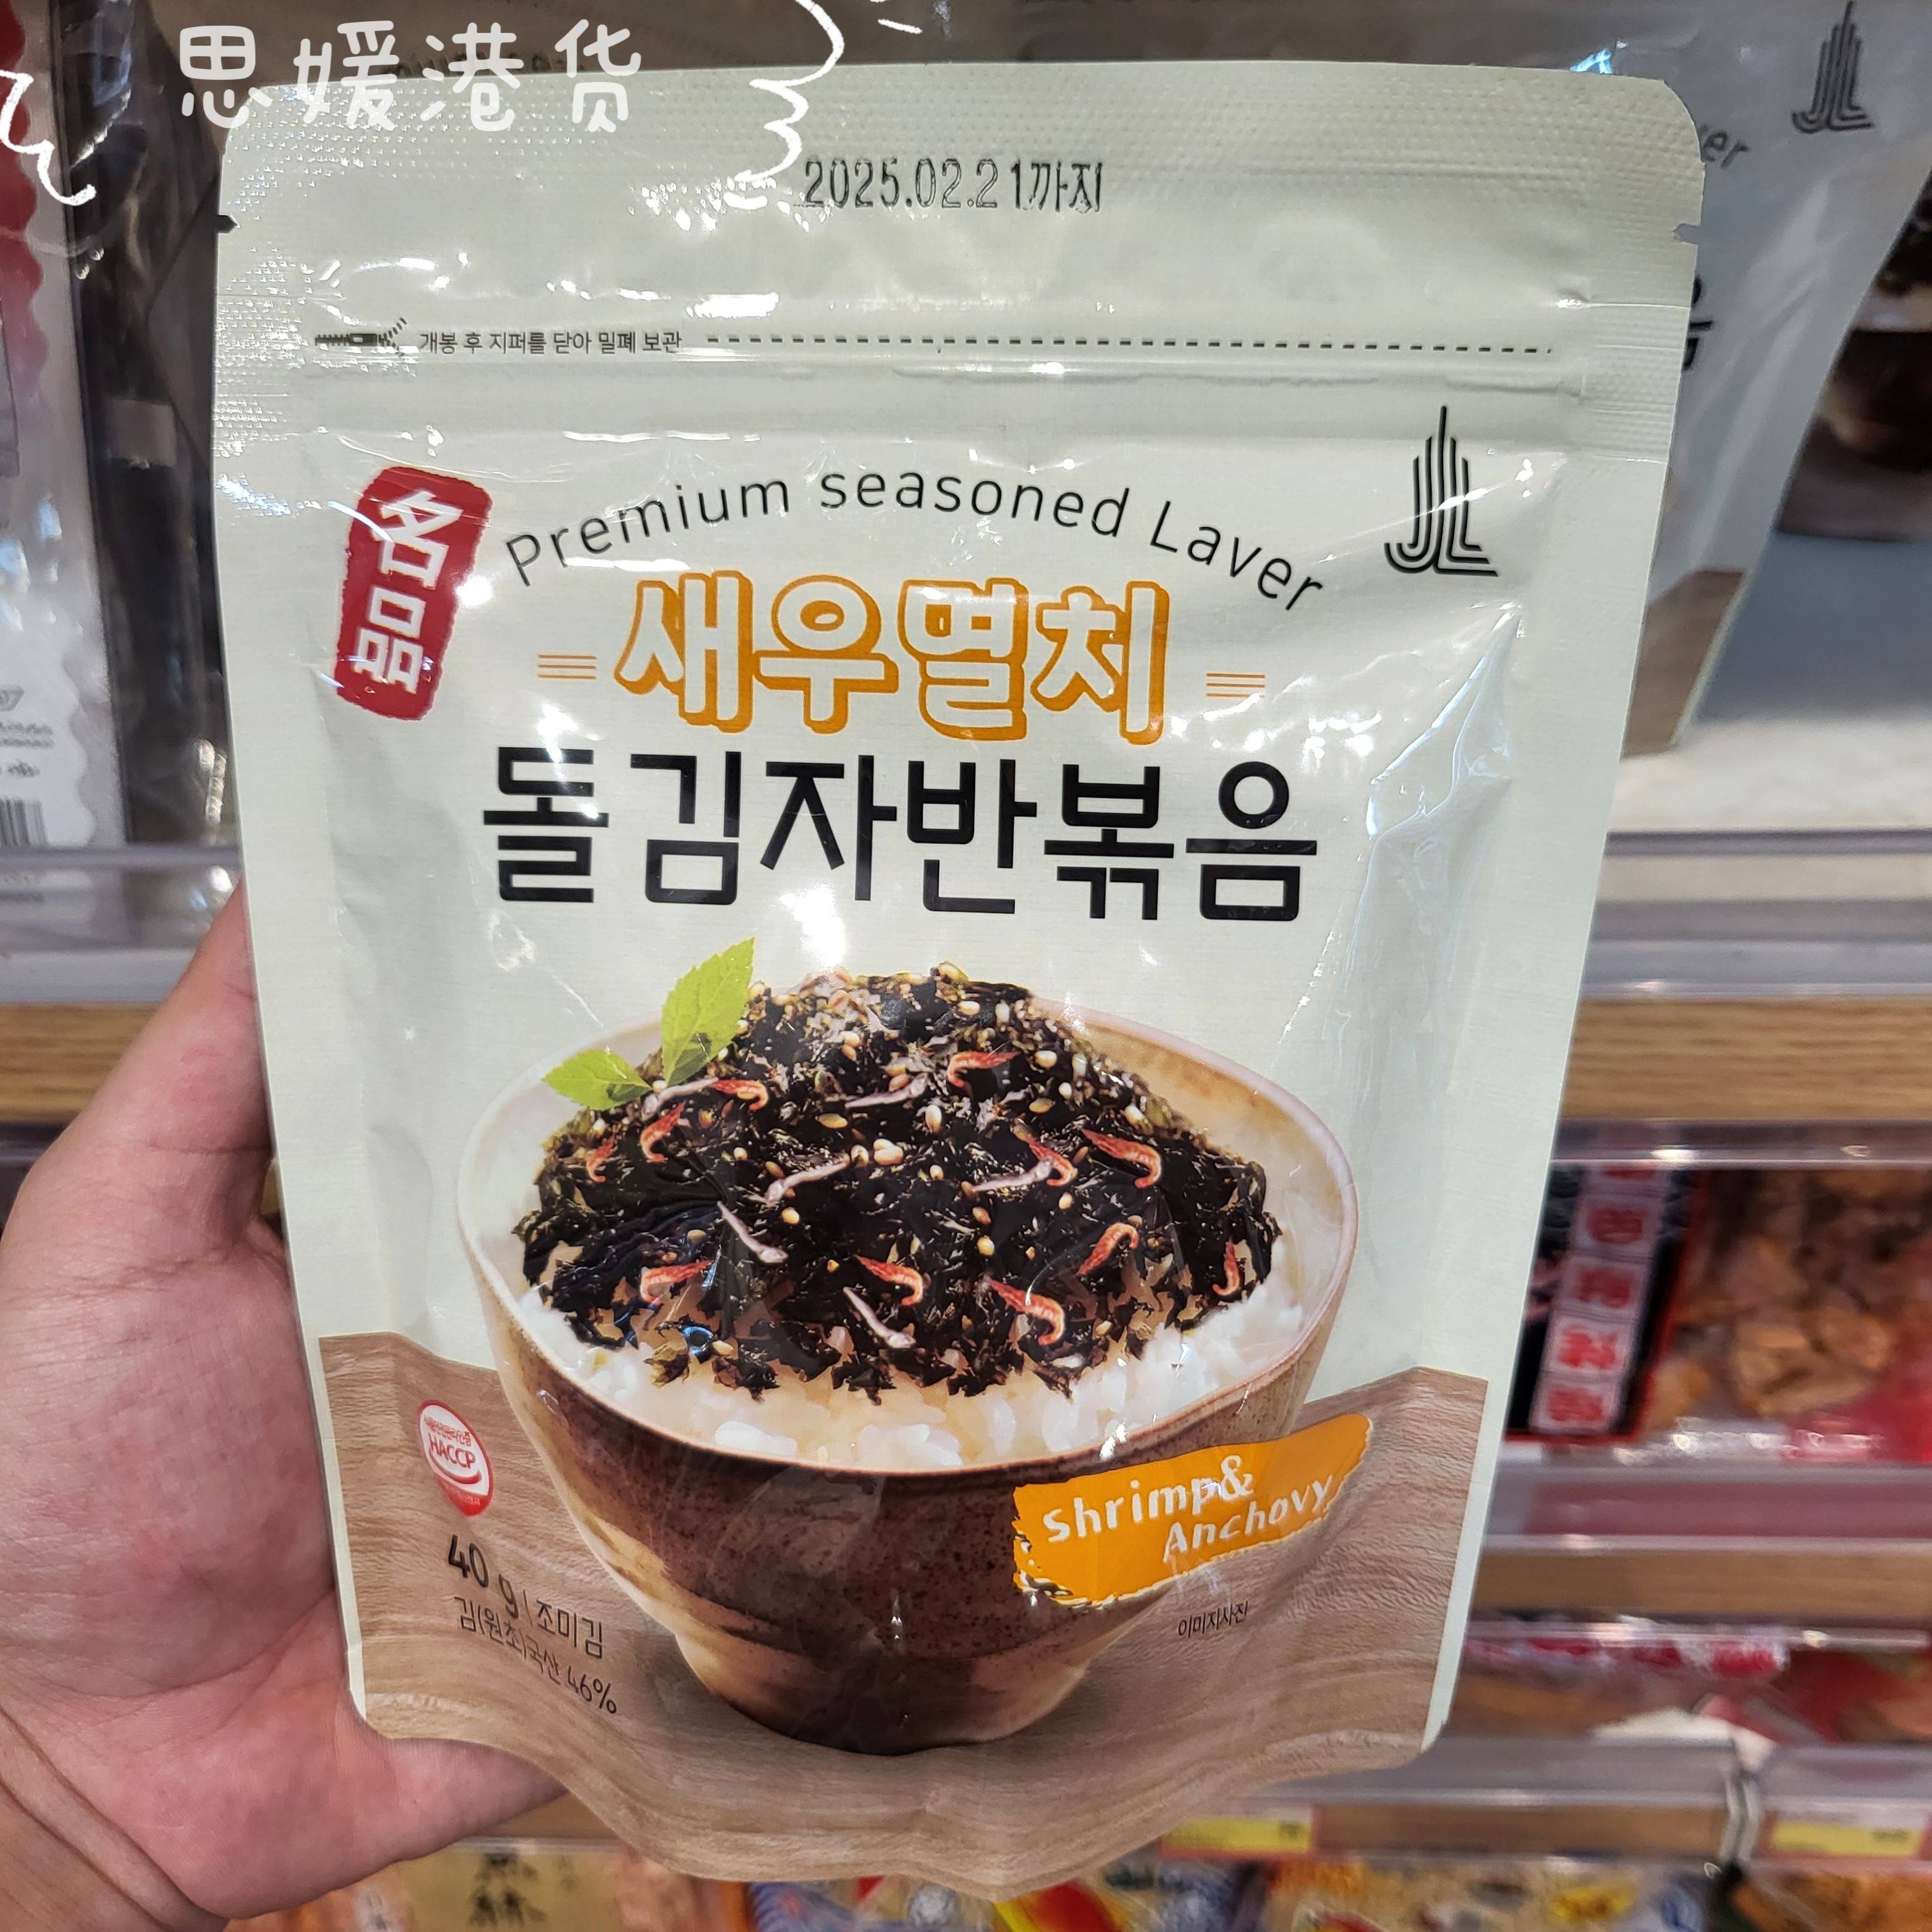 思媛港货
2025.02.21까지
개봉 후 지퍼를 닫아 밀폐 보관
JL
Premium seasoned Laver
名品
새우멸치
돌김자반볶음
HACCP
shrimp&
Anchovy
40 g | 조미김
김(원초)국산 46%
이미지사진